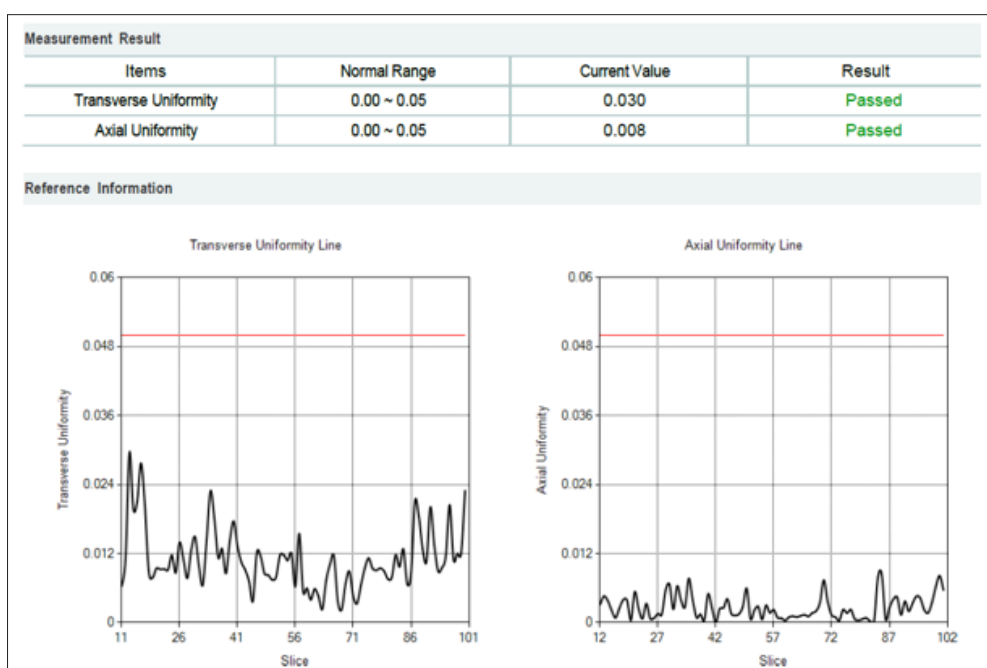 Measurement Result
Items Normal Range Current Value Result
Transverse Uniformity 0.00 ~ 0.05 0.030 Passed
Axial Uniformity 0.00 ~ 0.05 0.008 Passed
Reference Information
Transverse Uniformity Line
0.06
0.048
0.036
0.024
0.012
0
Transverse Uniformity
11 26 41 56 71 86 101
Slice
Axial Uniformity Line
0.06
0.048
0.036
0.024
0.012
0
Axial Uniformity
12 27 42 57 72 87 102
Slice